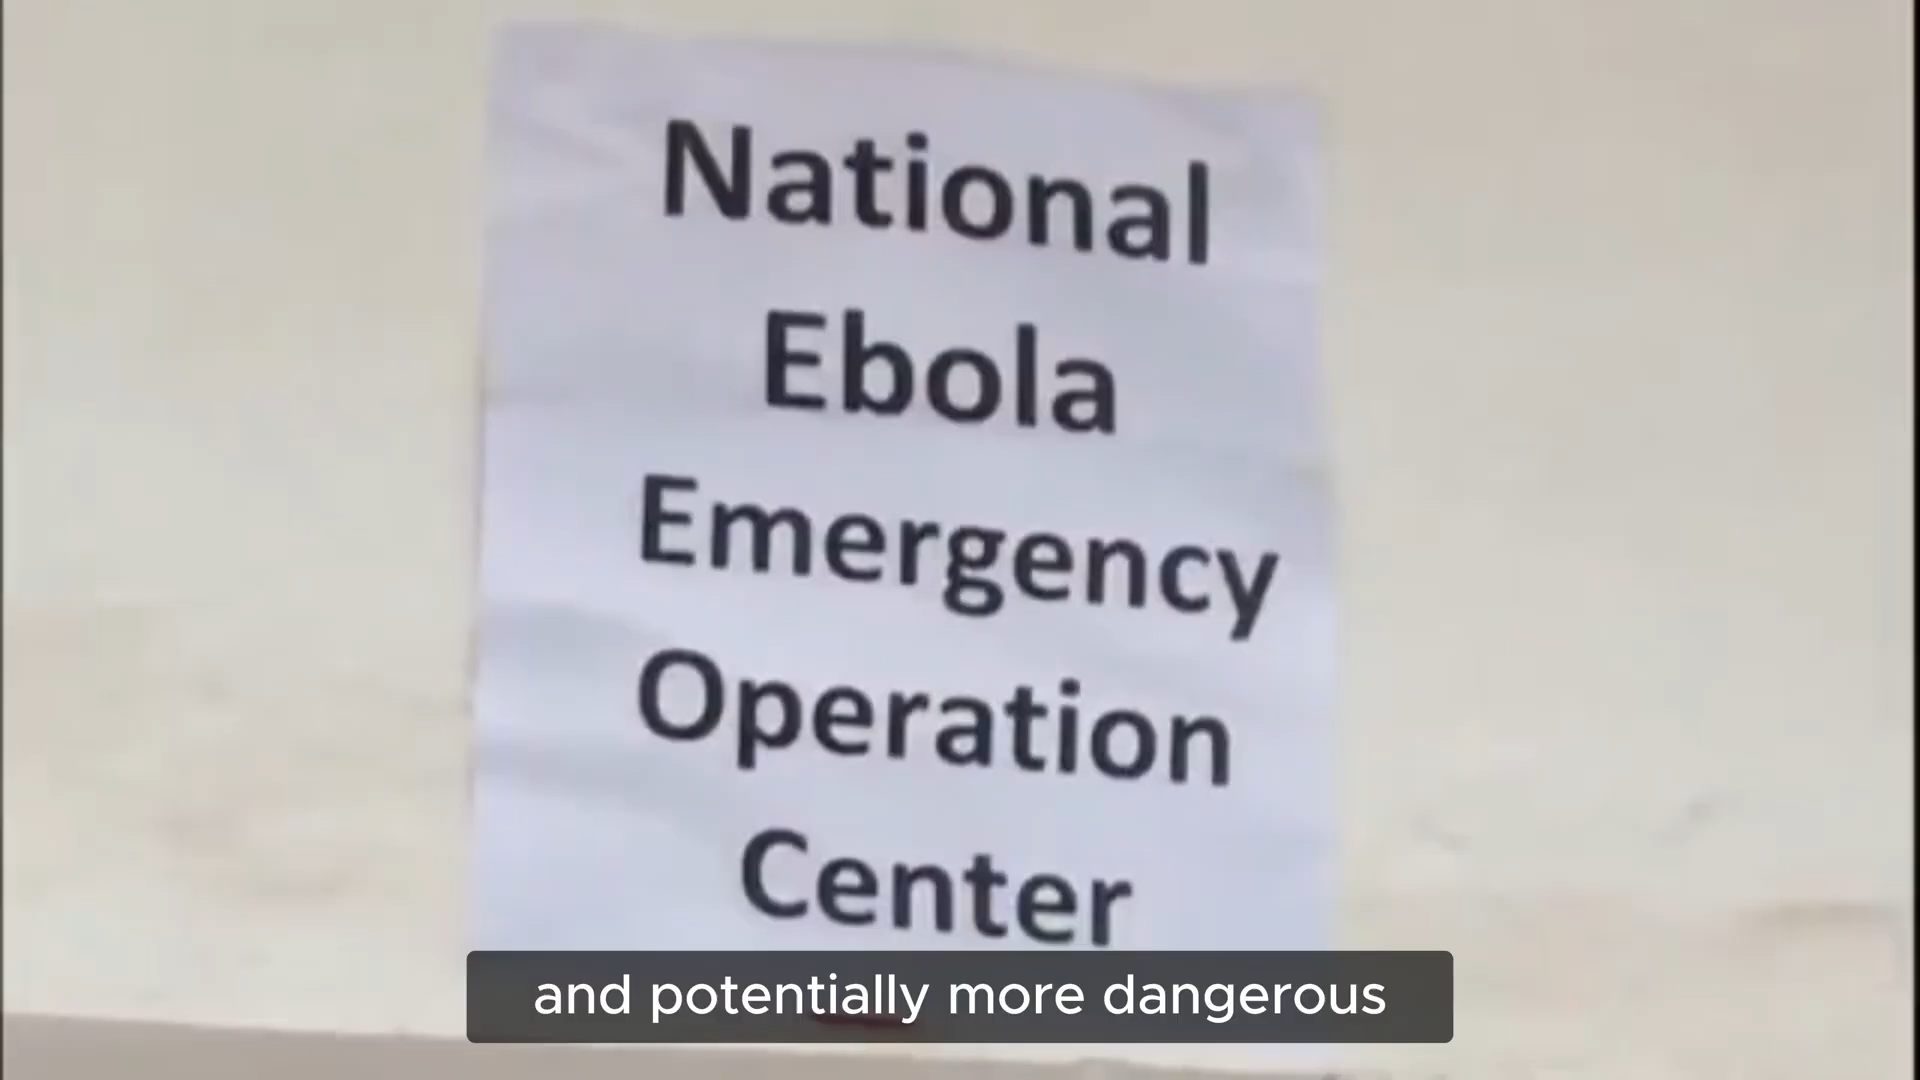 National
Ebola
Emergency
Operation
Center
and potentially more dangerous